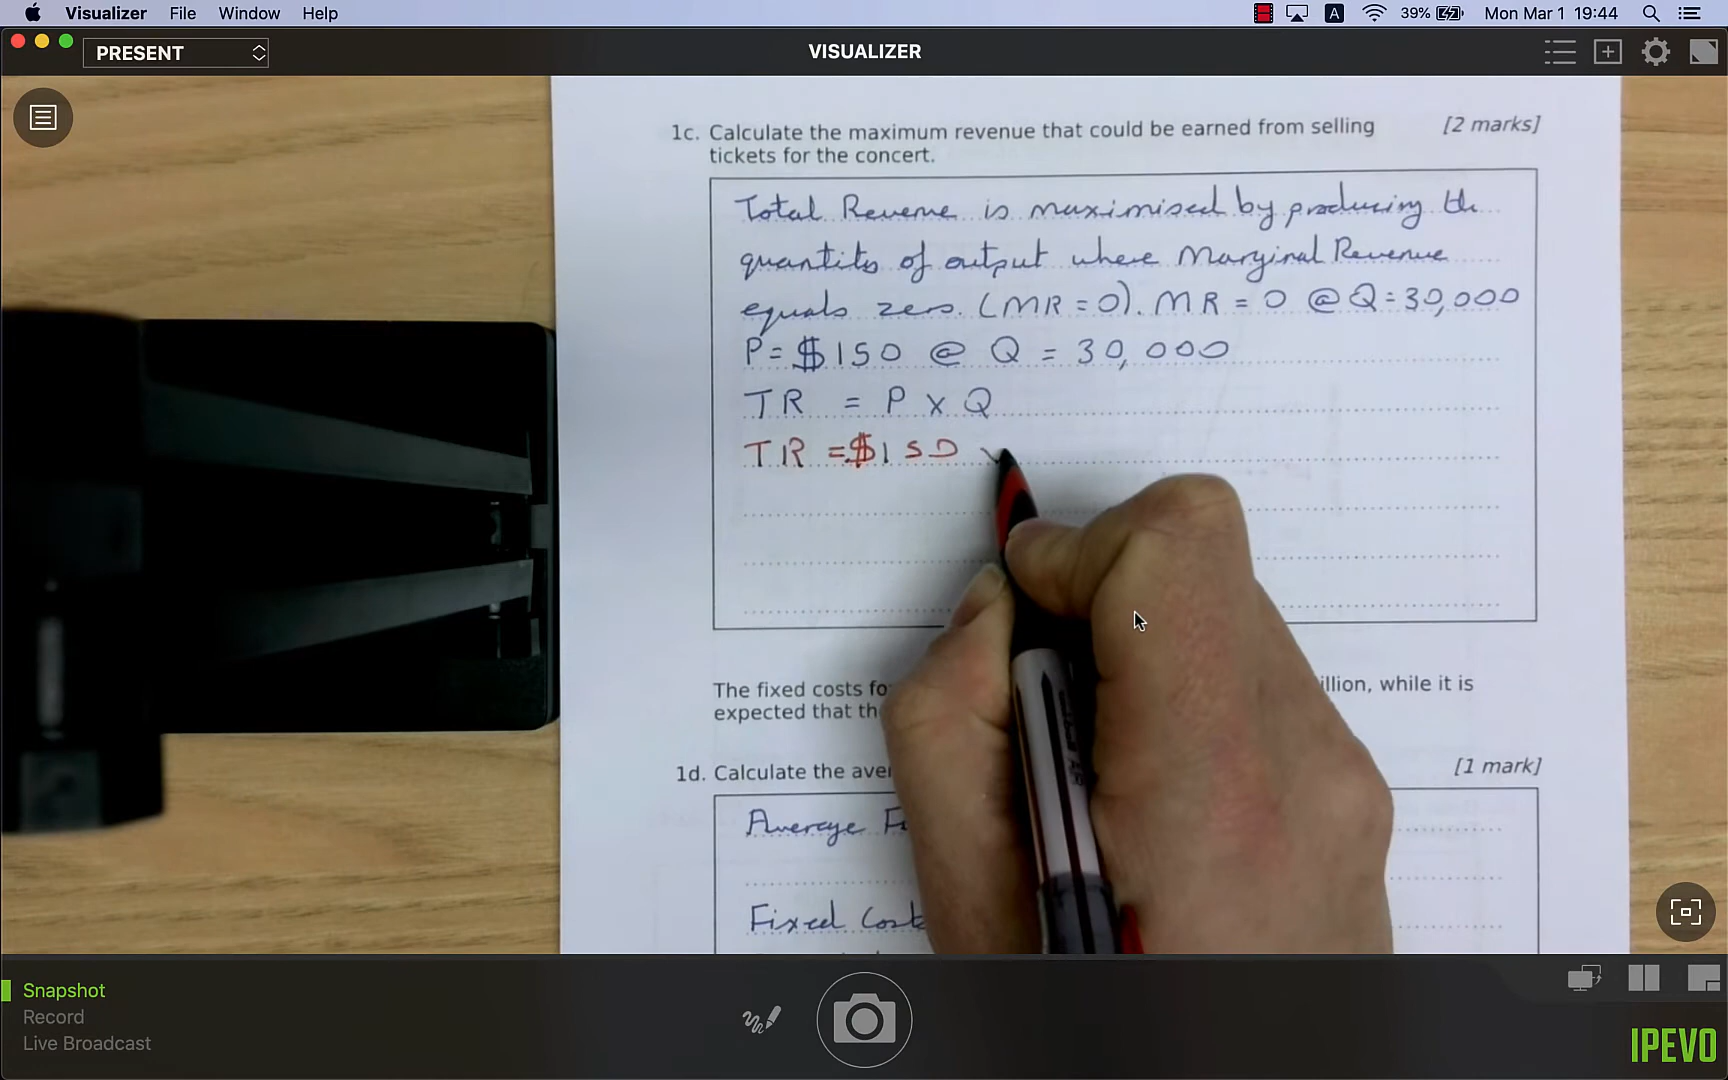 Visualizer File Window Help A 39% Mon Mar 1 19:44
PRESENT
VISUALIZER
1c. Calculate the maximum revenue that could be earned from selling [2 marks]
tickets for the concert.
Total Revenue is maximised by producing the
quantity of output where Marginal Revenue
equals zero. (MR = 0). MR = 0 @ Q = 30,000
P = $150 @ Q = 30,000
TR = P x Q
TR = $150 x
The fixed costs fo illion, while it is
expected that th
1d. Calculate the ave [1 mark]
Average F
Fixed Cost
Snapshot
Record
Live Broadcast
IPEVO